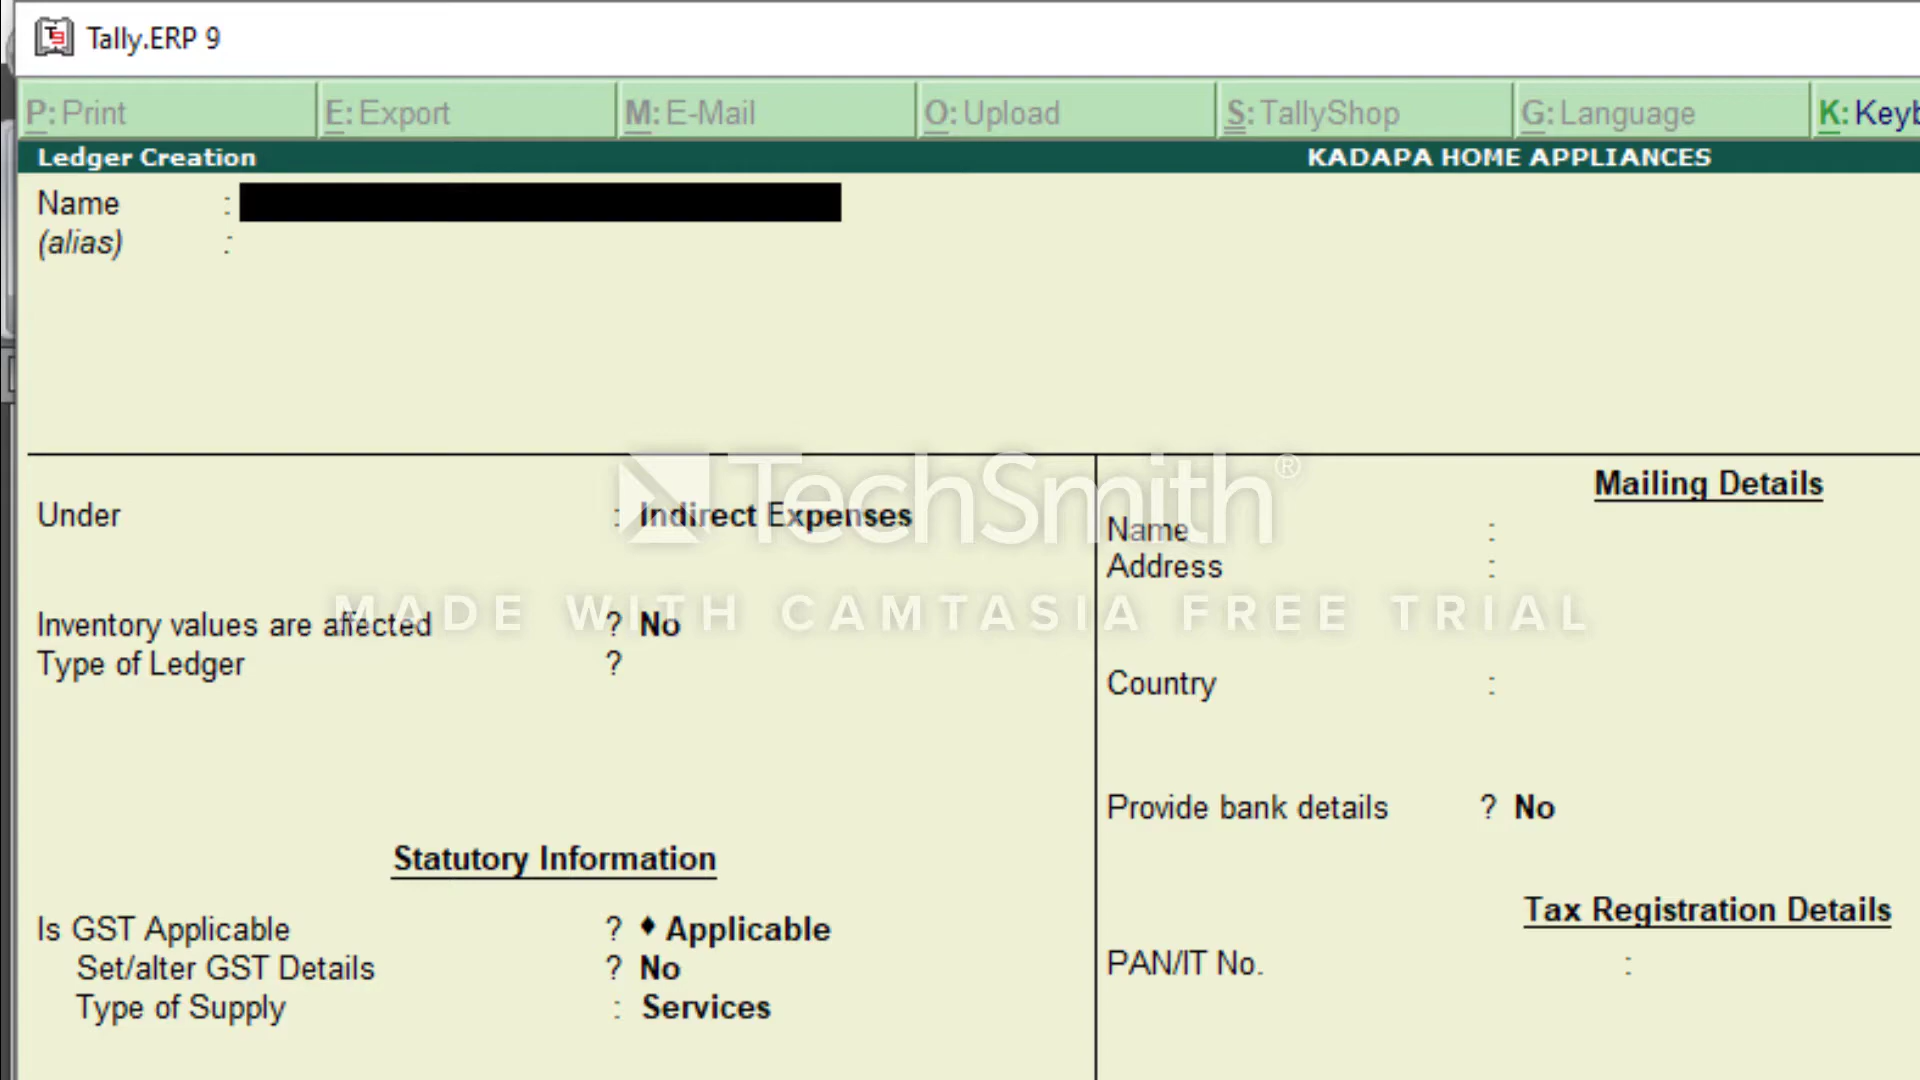 Tally.ERP 9
P: Print E: Export M: E-Mail O: Upload S: TallyShop G: Language K: Keyb
Ledger Creation KADAPA HOME APPLIANCES
Name :
(alias) :
TechSmith®
MADE WITH CAMTASIA FREE TRIAL
Under : Indirect Expenses
Inventory values are affected ? No
Type of Ledger ?
Statutory Information
Is GST Applicable ? ♦ Applicable
Set/alter GST Details ? No
Type of Supply : Services
Mailing Details
Name :
Address :
Country :
Provide bank details ? No
Tax Registration Details
PAN/IT No. :